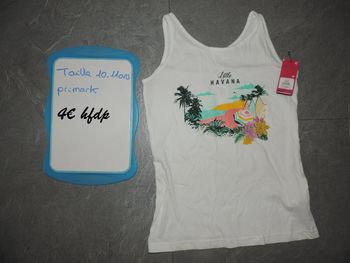 Taille 10.11ans
primark
4€ hfdp
Little
HAVANA